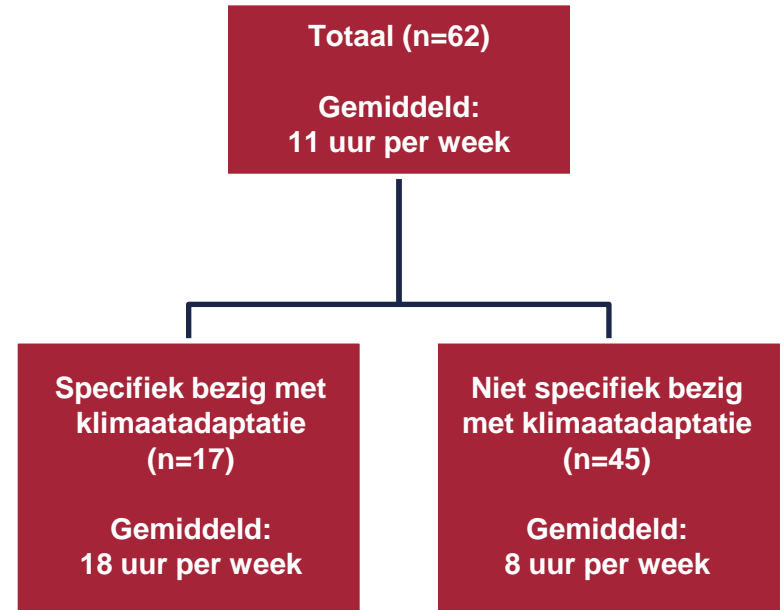 Totaal (n=62)
Gemiddeld:
11 uur per week
Specifiek bezig met
klimaatadaptatie
(n=17)
Gemiddeld:
18 uur per week
Niet specifiek bezig
met klimaatadaptatie
(n=45)
Gemiddeld:
8 uur per week